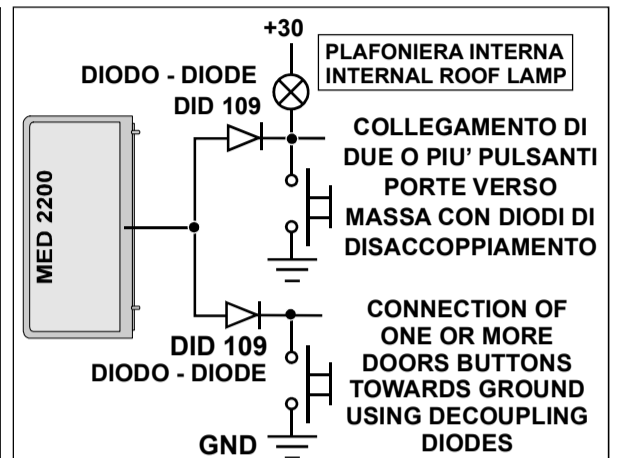 +30
PLAFONIERA INTERNA
INTERNAL ROOF LAMP
DIODO - DIODE
DID 109
COLLEGAMENTO DI
DUE O PIU’ PULSANTI
PORTE VERSO
MASSA CON DIODI DI
DISACCOPPIAMENTO
MED 2200
CONNECTION OF
ONE OR MORE
DOORS BUTTONS
TOWARDS GROUND
USING DECOUPLING
DIODES
DID 109
DIODO - DIODE
GND